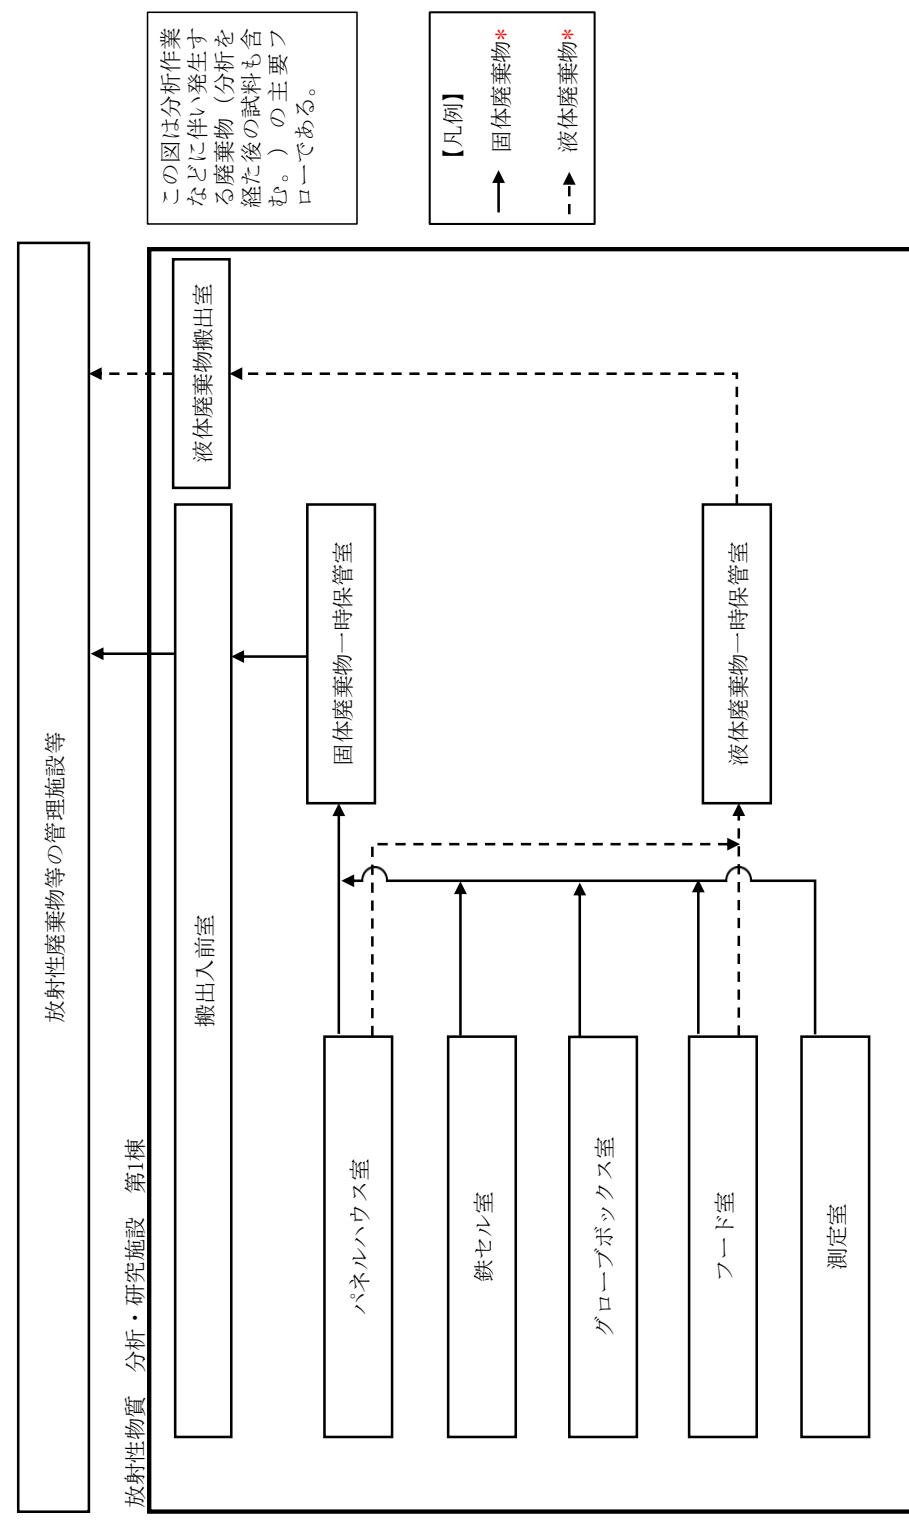 この図は分析作業
などに伴い発生す
る廃棄物（分析を
経た後の試料も含
む。）の主要フ
ローである。
【凡例】
固体廃棄物*
液体廃棄物*
放射性廃棄物等の管理施設等
放射性物質　分析・研究施設　第1棟
搬出入前室
液体廃棄物搬出室
固体廃棄物一時保管室
液体廃棄物一時保管室
パネルハウス室
鉄セル室
グローブボックス室
フード室
測定室